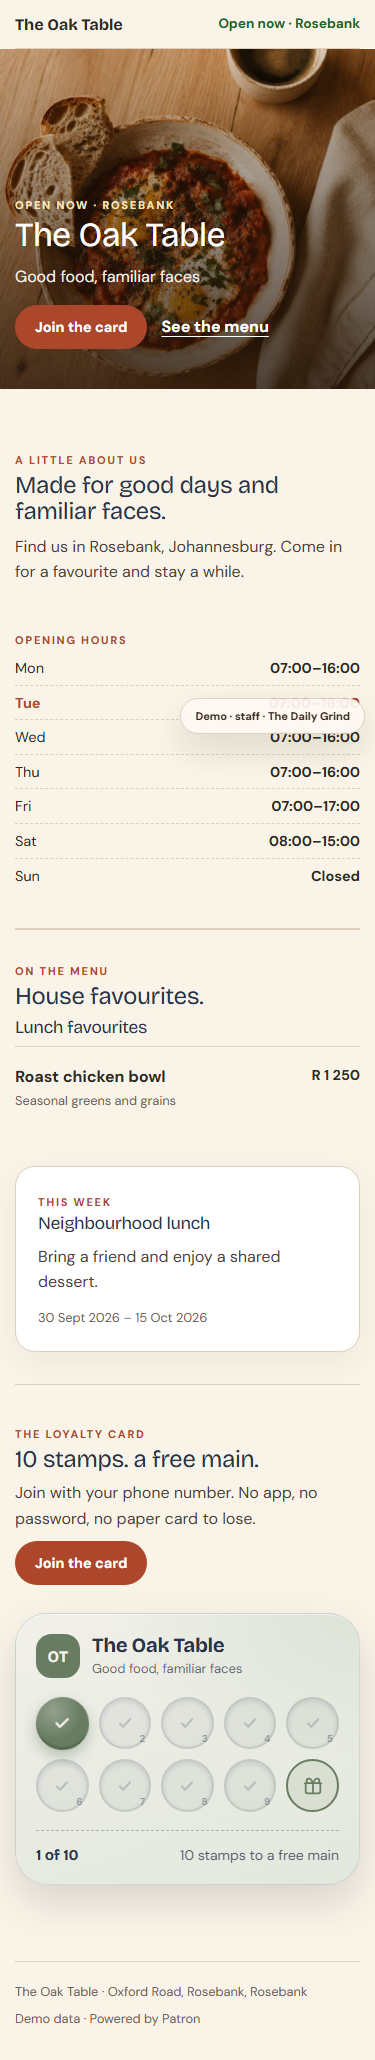 The Oak Table
Open now · Rosebank
OPEN NOW · ROSEBANK
The Oak Table
Good food, familiar faces
Join the card
See the menu
A LITTLE ABOUT US
Made for good days and
familiar faces.
Find us in Rosebank, Johannesburg. Come in
for a favourite and stay a while.
OPENING HOURS
Mon 07:00–16:00
Tue 07:00–16:00
Demo · staff · The Daily Grind
Wed 07:00–16:00
Thu 07:00–16:00
Fri 07:00–17:00
Sat 08:00–15:00
Sun Closed
ON THE MENU
House favourites.
Lunch favourites
Roast chicken bowl R 1 250
Seasonal greens and grains
THIS WEEK
Neighbourhood lunch
Bring a friend and enjoy a shared
dessert.
30 Sept 2026 – 15 Oct 2026
THE LOYALTY CARD
10 stamps. a free main.
Join with your phone number. No app, no
password, no paper card to lose.
Join the card
OT
The Oak Table
Good food, familiar faces
2 3 4 5
6 7 8 9
1 of 10 10 stamps to a free main
The Oak Table · Oxford Road, Rosebank, Rosebank
Demo data · Powered by Patron